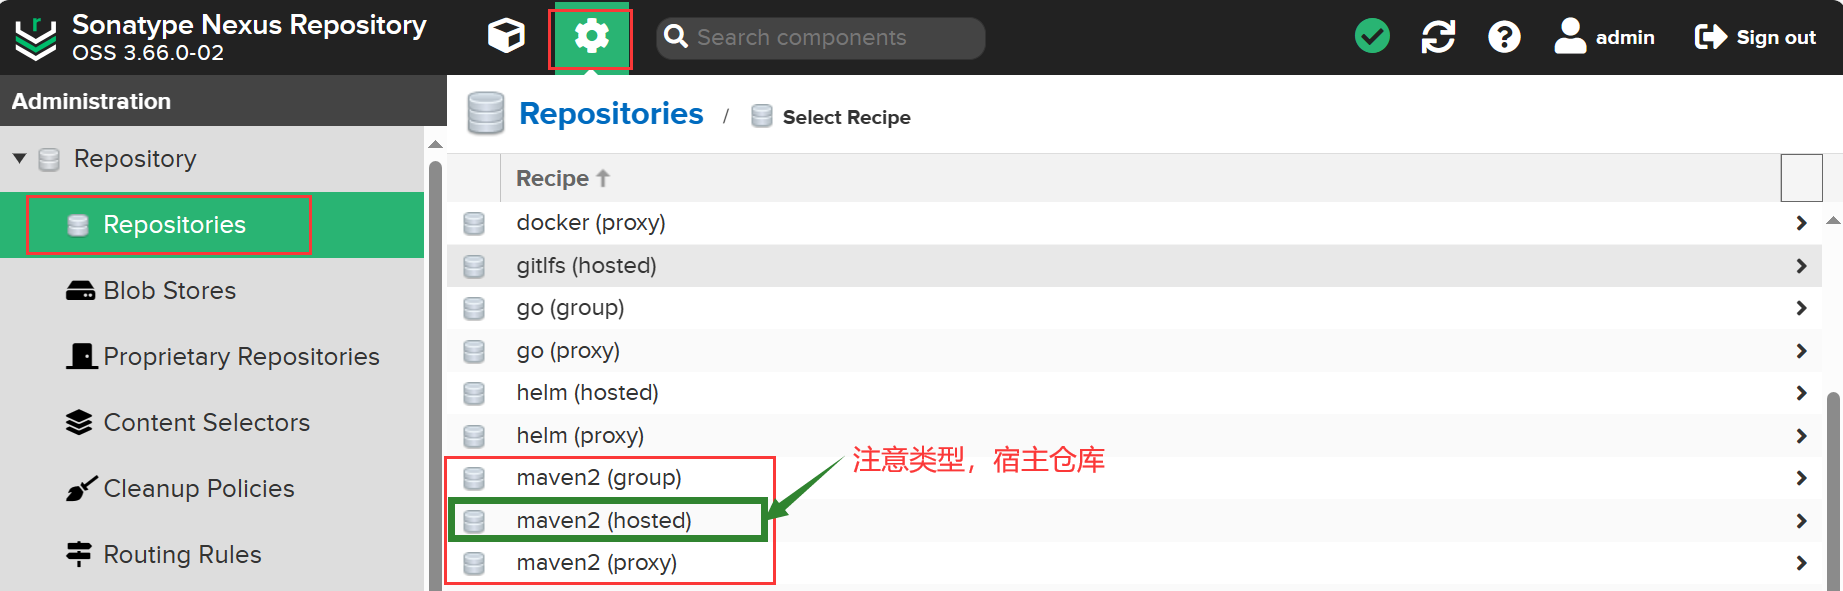 Sonatype Nexus Repository
OSS 3.66.0-02
Search components
admin
Sign out
Administration
Repositories / Select Recipe
Repository
Repositories
Blob Stores
Proprietary Repositories
Content Selectors
Cleanup Policies
Routing Rules
Recipe
docker (proxy)
gitlfs (hosted)
go (group)
go (proxy)
helm (hosted)
helm (proxy)
maven2 (group)
注意类型，宿主仓库
maven2 (hosted)
maven2 (proxy)